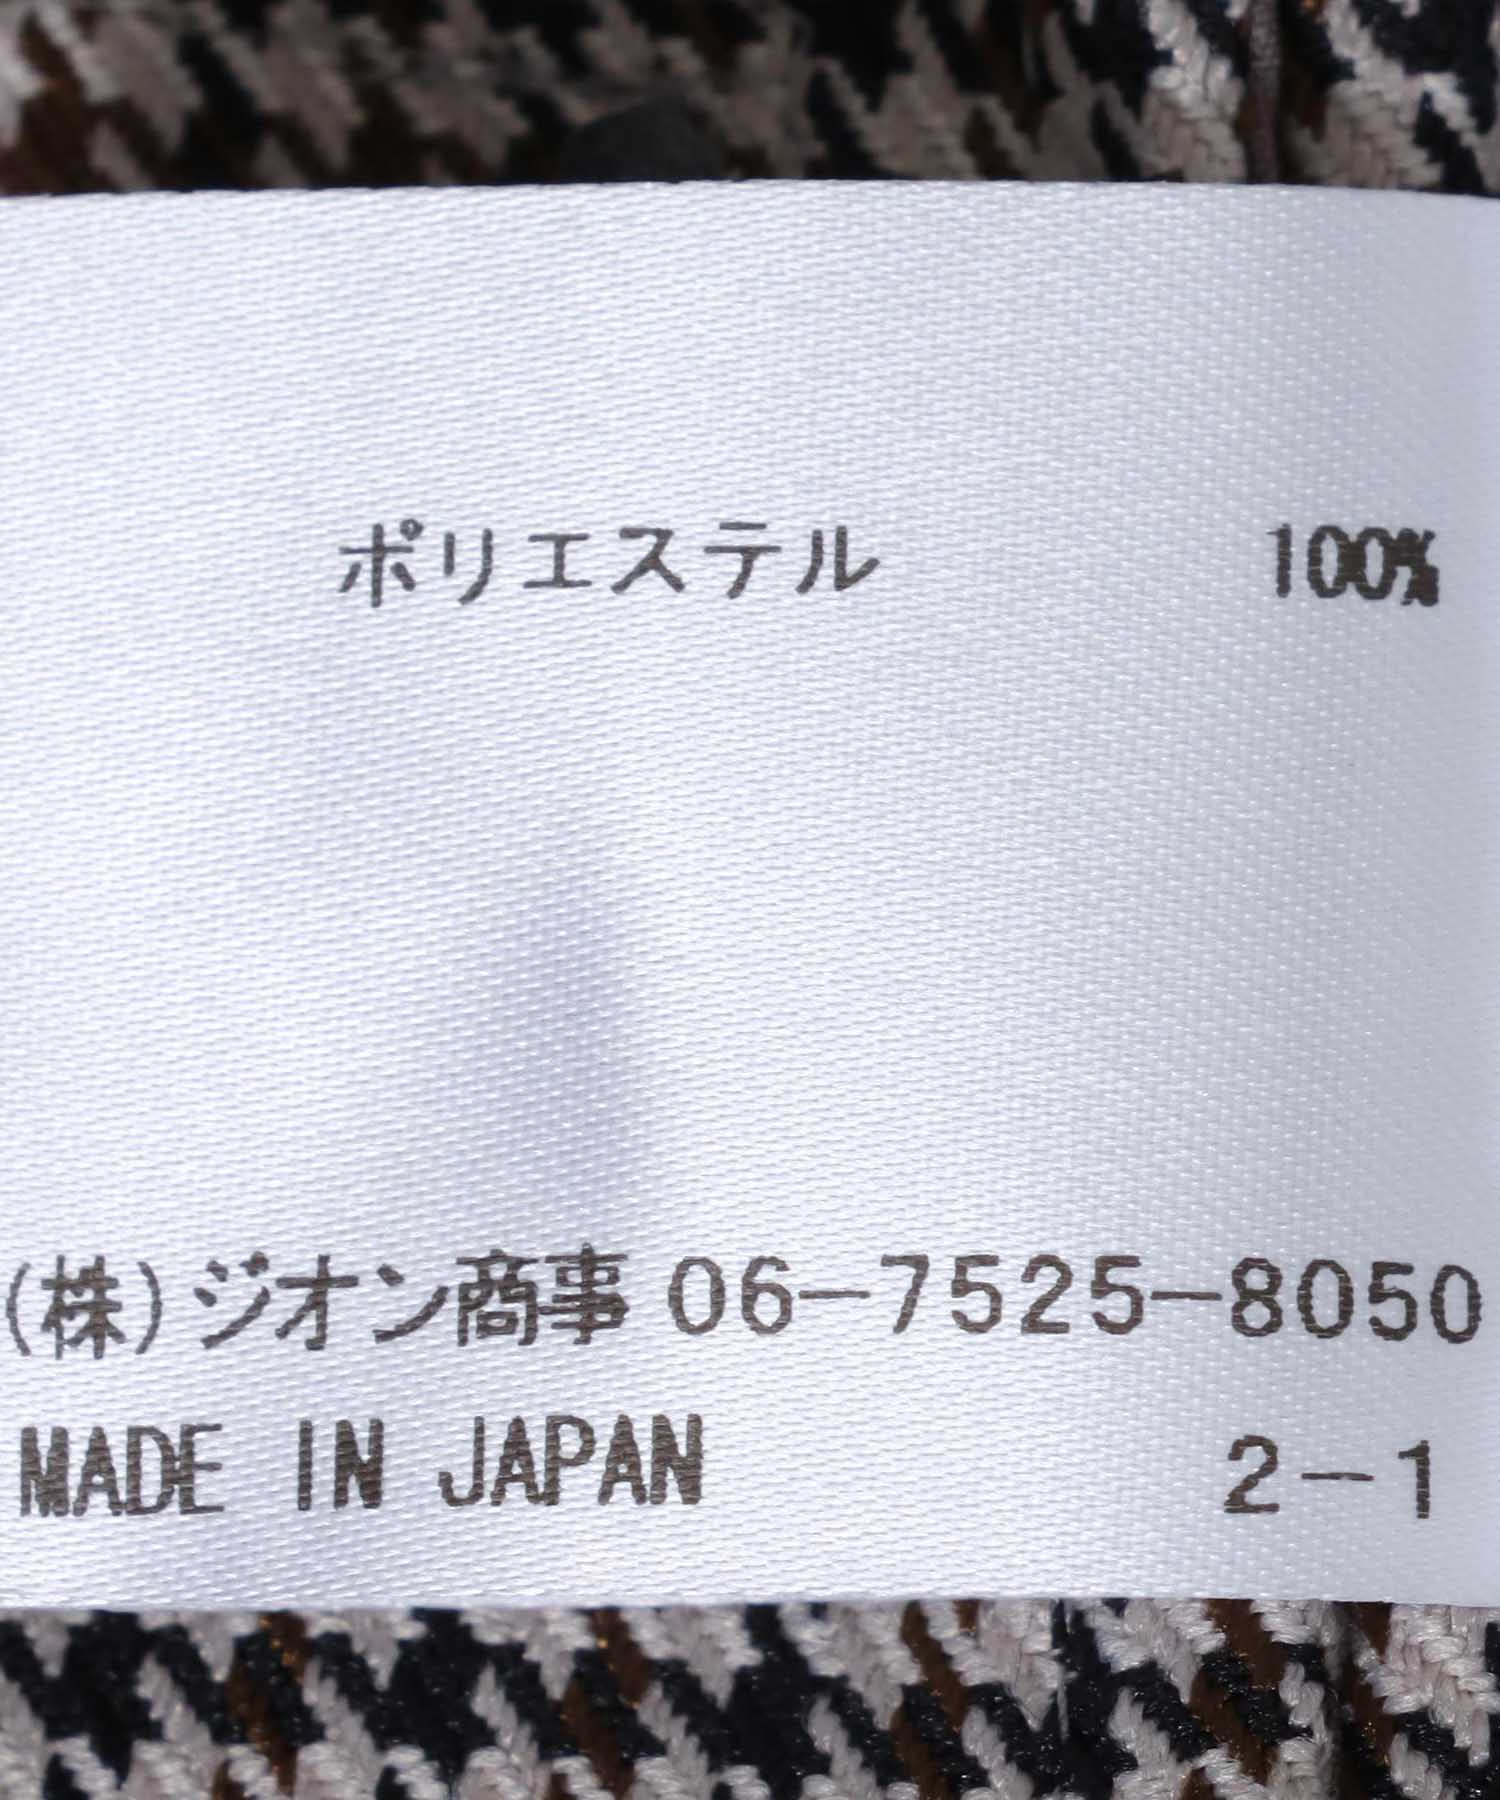 ポリエステル 100%
(株)ジオン商事 06-7525-8050
MADE IN JAPAN 2-1